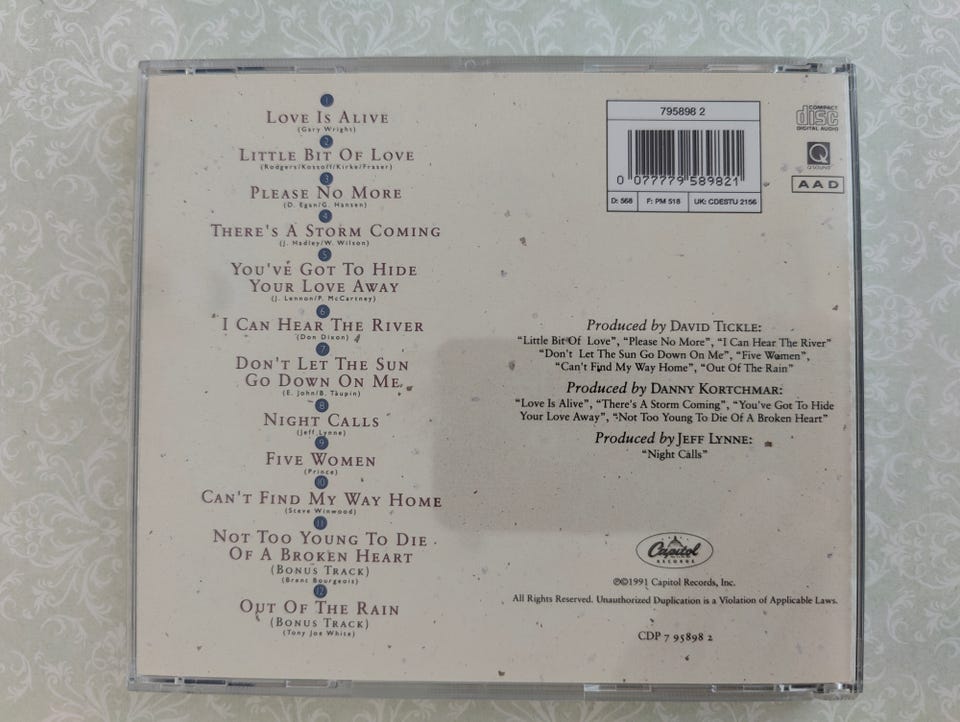 1
LOVE IS ALIVE
(Gary Wright)
2
LITTLE BIT OF LOVE
(Rodgers/Kossoff/Kirke/Fraser)
3
PLEASE NO MORE
(D. Egan/G. Hansen)
4
THERE'S A STORM COMING
(J. Hadley/W. Wilson)
5
YOU'VE GOT TO HIDE
YOUR LOVE AWAY
(J. Lennon/P. McCartney)
6
I CAN HEAR THE RIVER
(Don Dixon)
7
DON'T LET THE SUN
GO DOWN ON ME
(E. John/B. Taupin)
8
NIGHT CALLS
(Jeff Lynne)
9
FIVE WOMEN
(Prince)
10
CAN'T FIND MY WAY HOME
(Steve Winwood)
11
NOT TOO YOUNG TO DIE
OF A BROKEN HEART
(BONUS TRACK)
(Brent Bourgeois)
12
OUT OF THE RAIN
(BONUS TRACK)
(Tony Joe White)
795898 2
0 077779 589821
D: 568 F: PM 518 UK: CDESTU 2156
COMPACT
disc
DIGITAL AUDIO
Q
QSOUND
AAD
Produced by DAVID TICKLE:
"Little Bit Of Love", "Please No More", "I Can Hear The River"
"Don't Let The Sun Go Down On Me", "Five Women",
"Can't Find My Way Home", "Out Of The Rain"
Produced by DANNY KORTCHMAR:
"Love Is Alive", "There's A Storm Coming", "You've Got To Hide
Your Love Away", "Not Too Young To Die Of A Broken Heart"
Produced by JEFF LYNNE:
"Night Calls"
Capitol
RECORDS
℗©1991 Capitol Records, Inc.
All Rights Reserved. Unauthorized Duplication is a Violation of Applicable Laws.
CDP 7 95898 2